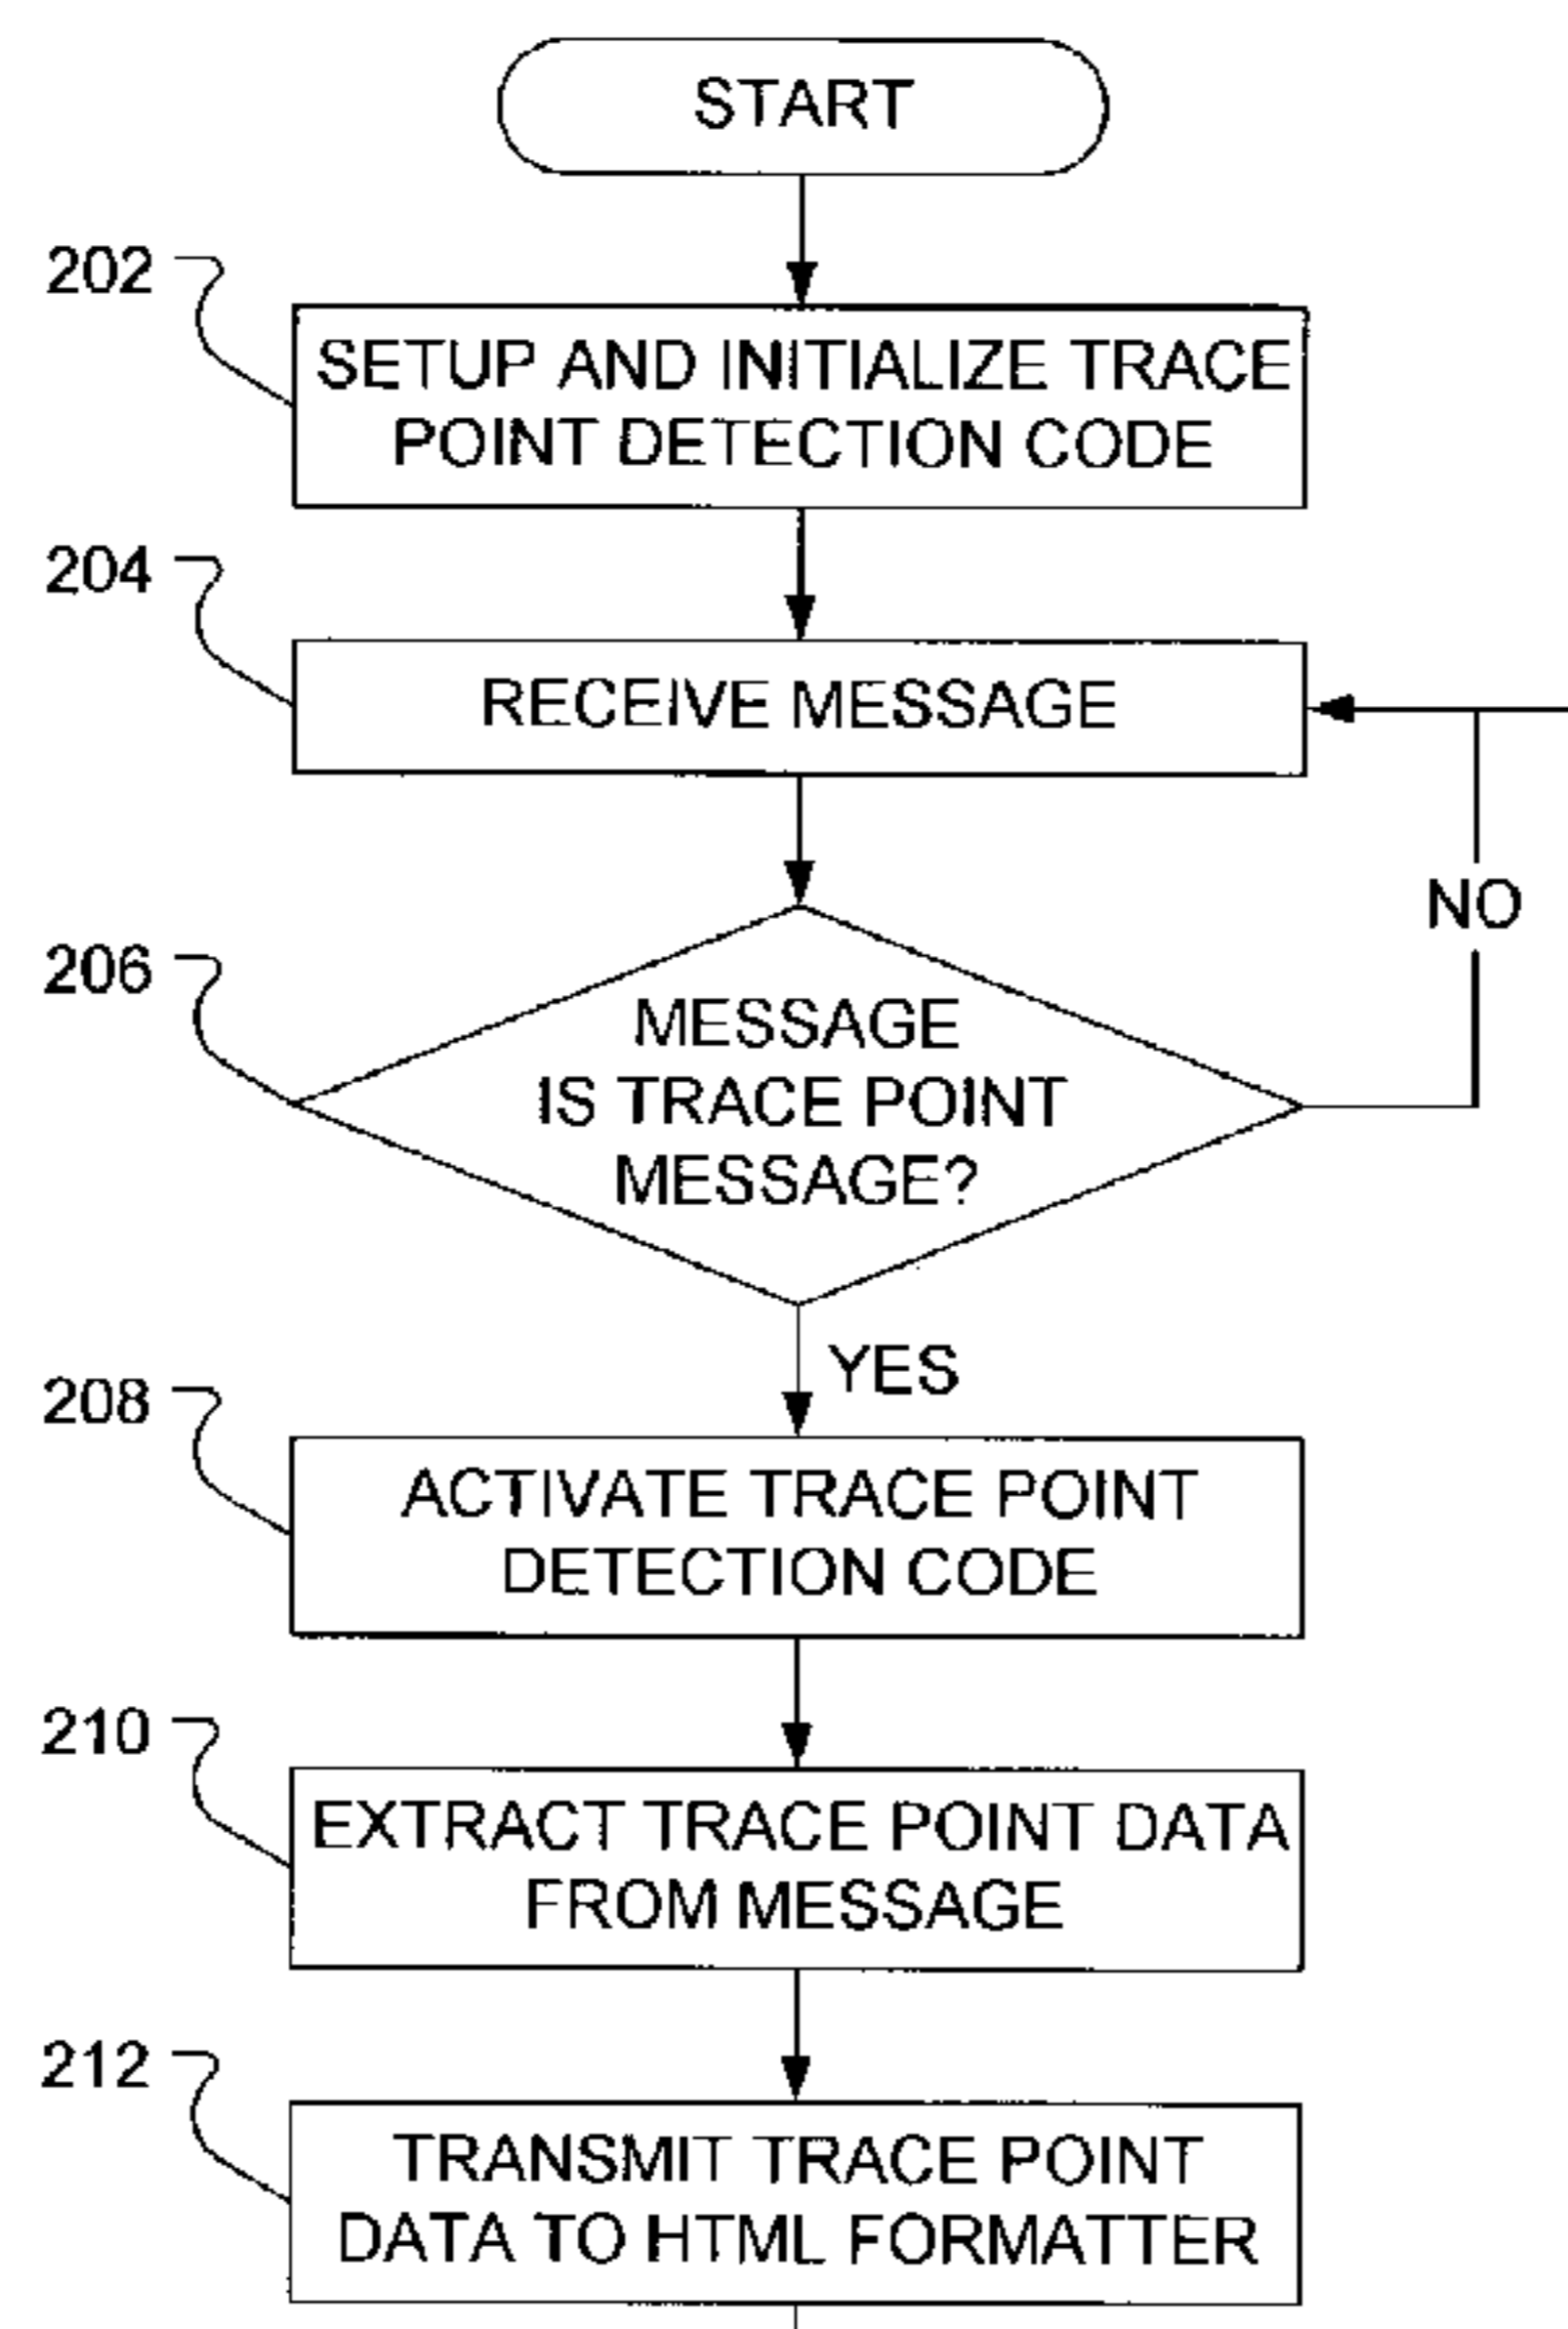 START
202
SETUP AND INITIALIZE TRACE
POINT DETECTION CODE
204
RECEIVE MESSAGE
NO
206
MESSAGE
IS TRACE POINT
MESSAGE?
YES
208
ACTIVATE TRACE POINT
DETECTION CODE
210
EXTRACT TRACE POINT DATA
FROM MESSAGE
212
TRANSMIT TRACE POINT
DATA TO HTML FORMATTER